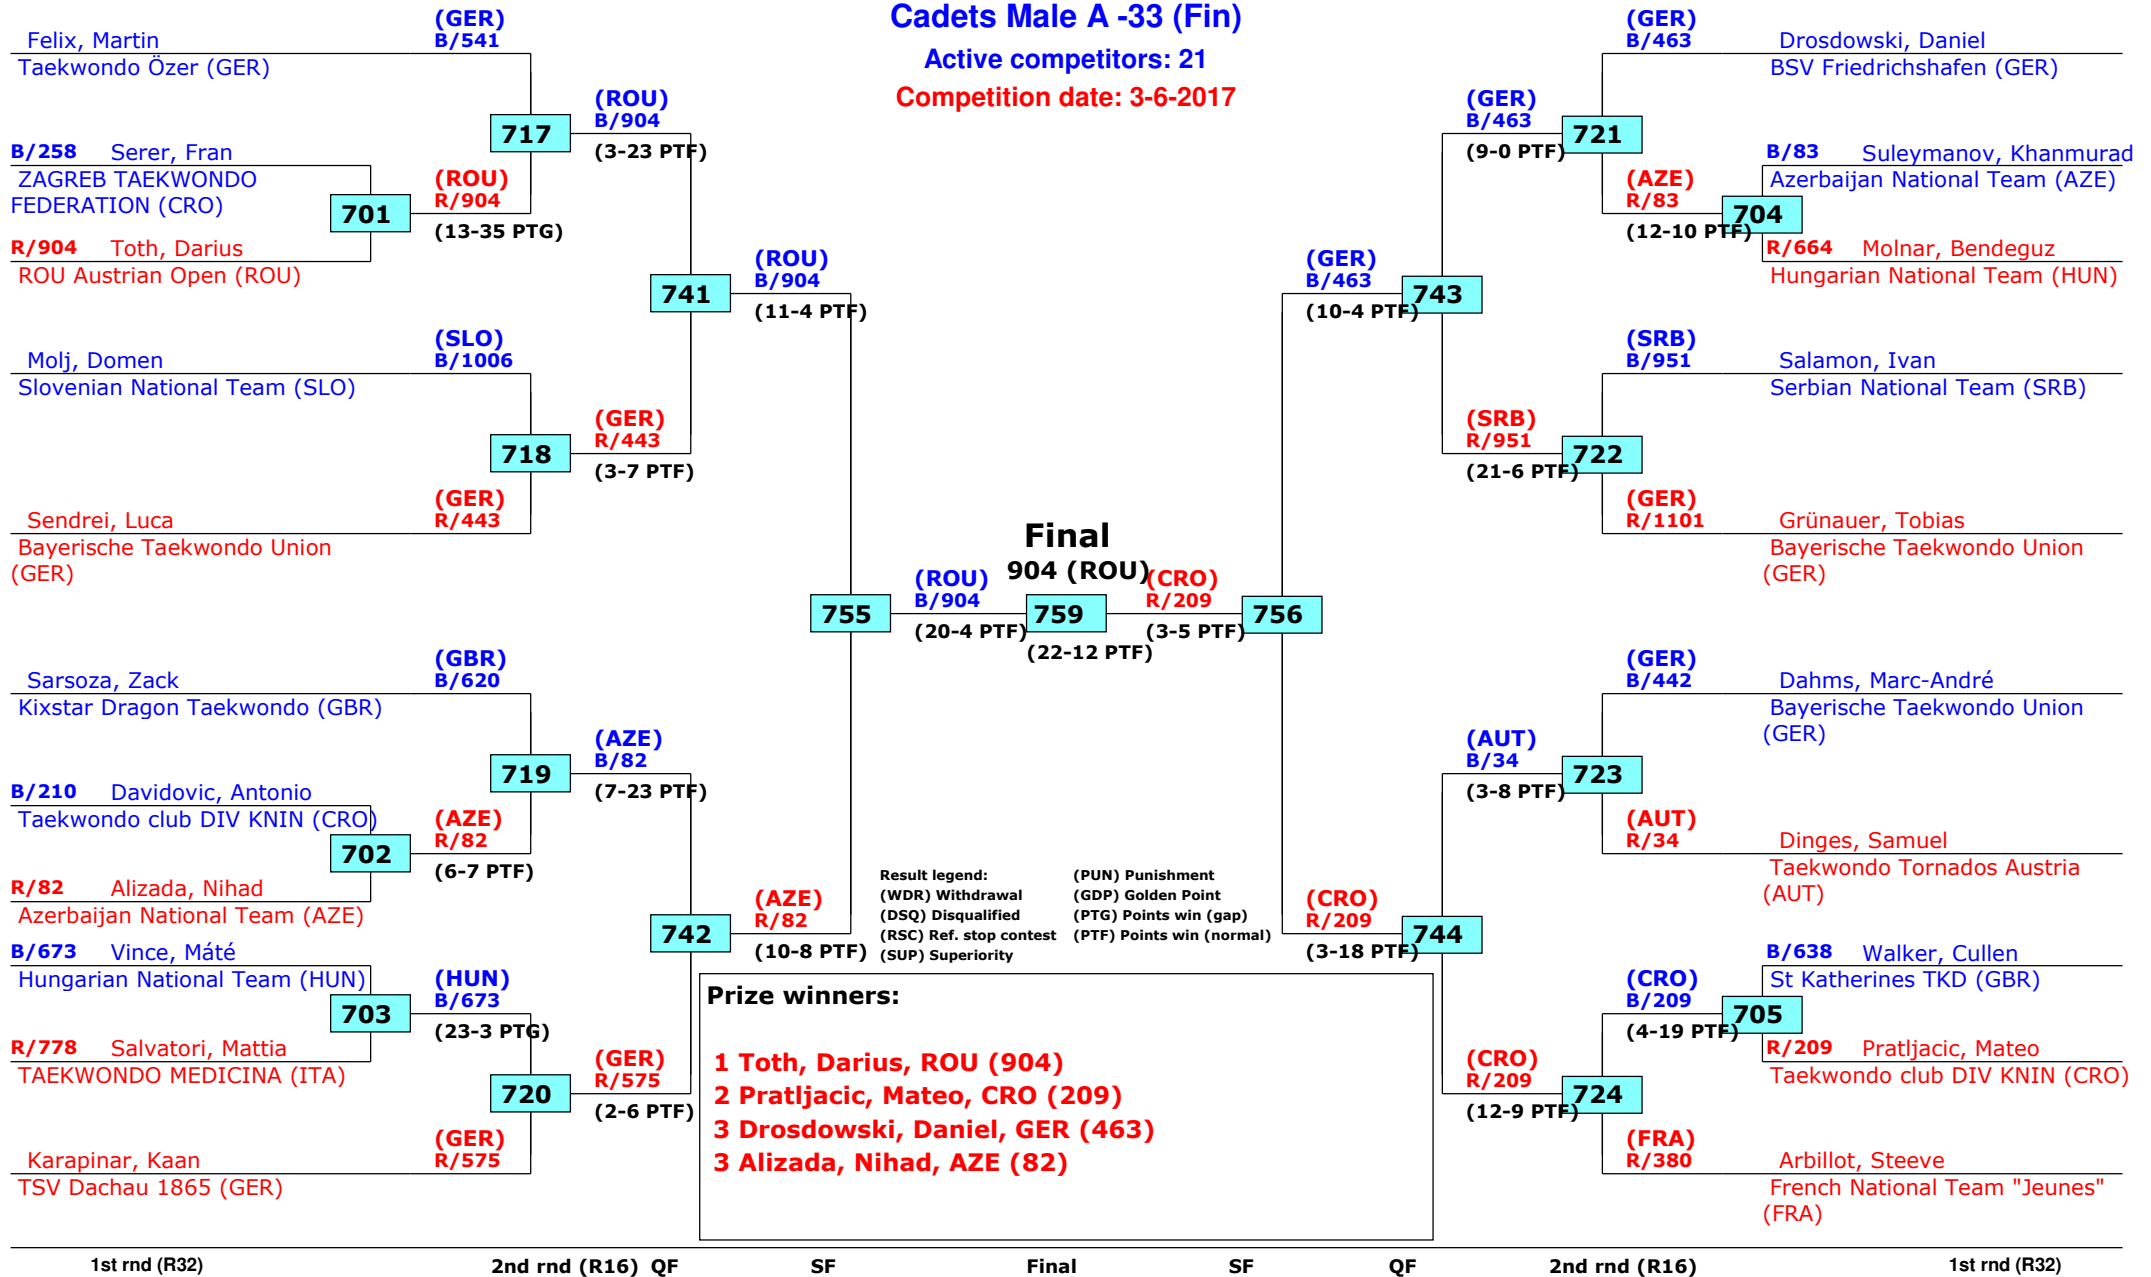 Cadets Male A -33 (Fin)
Active competitors: 21
Competition date: 3-6-2017
Felix, Martin
Taekwondo Özer (GER)
(GER)
B/541
B/258 Serer, Fran
ZAGREB TAEKWONDO
FEDERATION (CRO)
R/904 Toth, Darius
ROU Austrian Open (ROU)
701
(ROU)
R/904
(13-35 PTG)
717
(ROU)
B/904
(3-23 PTF)
Molj, Domen
Slovenian National Team (SLO)
(SLO)
B/1006
Sendrei, Luca
Bayerische Taekwondo Union
(GER)
(GER)
R/443
718
(GER)
R/443
(3-7 PTF)
741
(ROU)
B/904
(11-4 PTF)
Sarsoza, Zack
Kixstar Dragon Taekwondo (GBR)
(GBR)
B/620
B/210 Davidovic, Antonio
Taekwondo club DIV KNIN (CRO)
R/82 Alizada, Nihad
Azerbaijan National Team (AZE)
702
(AZE)
R/82
(6-7 PTF)
719
(AZE)
B/82
(7-23 PTF)
B/673 Vince, Máté
Hungarian National Team (HUN)
R/778 Salvatori, Mattia
TAEKWONDO MEDICINA (ITA)
703
(HUN)
B/673
(23-3 PTG)
Karapinar, Kaan
TSV Dachau 1865 (GER)
(GER)
R/575
720
(GER)
R/575
(2-6 PTF)
742
(AZE)
R/82
(10-8 PTF)
755
(ROU)
B/904
(20-4 PTF)
Final
904 (ROU)
759
(22-12 PTF)
(CRO)
R/209
(3-5 PTF)
756
(GER)
B/463
(10-4 PTF)
743
(GER)
B/463
(9-0 PTF)
721
(GER)
B/463
Drosdowski, Daniel
BSV Friedrichshafen (GER)
(AZE)
R/83
(12-10 PTF)
704
B/83 Suleymanov, Khanmurad
Azerbaijan National Team (AZE)
R/664 Molnar, Bendeguz
Hungarian National Team (HUN)
(SRB)
R/951
(21-6 PTF)
722
(SRB)
B/951
Salamon, Ivan
Serbian National Team (SRB)
(GER)
R/1101
Grünauer, Tobias
Bayerische Taekwondo Union
(GER)
(CRO)
R/209
(3-18 PTF)
744
(AUT)
B/34
(3-8 PTF)
723
(GER)
B/442
Dahms, Marc-André
Bayerische Taekwondo Union
(GER)
(AUT)
R/34
Dinges, Samuel
Taekwondo Tornados Austria
(AUT)
(CRO)
R/209
(12-9 PTF)
724
(CRO)
B/209
(4-19 PTF)
705
B/638 Walker, Cullen
St Katherines TKD (GBR)
R/209 Pratljacic, Mateo
Taekwondo club DIV KNIN (CRO)
(FRA)
R/380
Arbillot, Steeve
French National Team "Jeunes"
(FRA)
Result legend:
(WDR) Withdrawal
(DSQ) Disqualified
(RSC) Ref. stop contest
(SUP) Superiority
(PUN) Punishment
(GDP) Golden Point
(PTG) Points win (gap)
(PTF) Points win (normal)
Prize winners:
1 Toth, Darius, ROU (904)
2 Pratljacic, Mateo, CRO (209)
3 Drosdowski, Daniel, GER (463)
3 Alizada, Nihad, AZE (82)
1st rnd (R32) 2nd rnd (R16) QF SF Final SF QF 2nd rnd (R16) 1st rnd (R32)